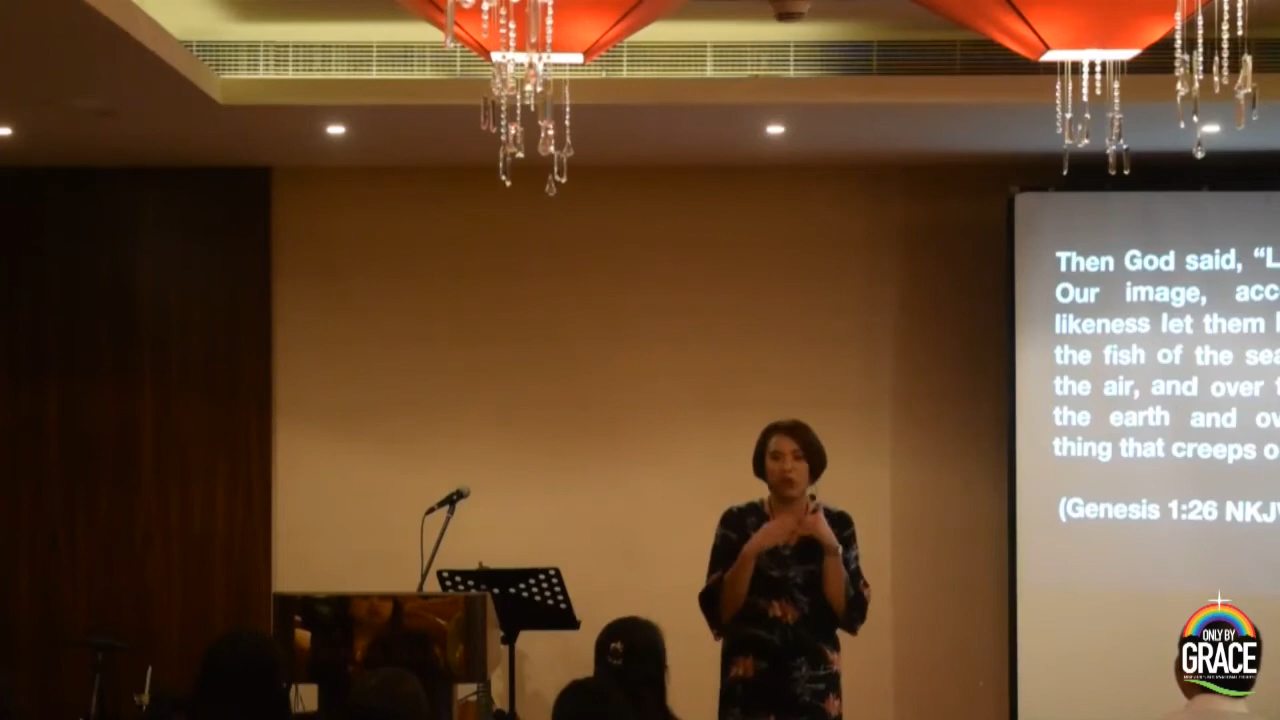 Then God said, “L
Our image, acc
likeness let them
the fish of the sea
the air, and over t
the earth and ov
thing that creeps o
(Genesis 1:26 NKJV
ONLY BY
GRACE